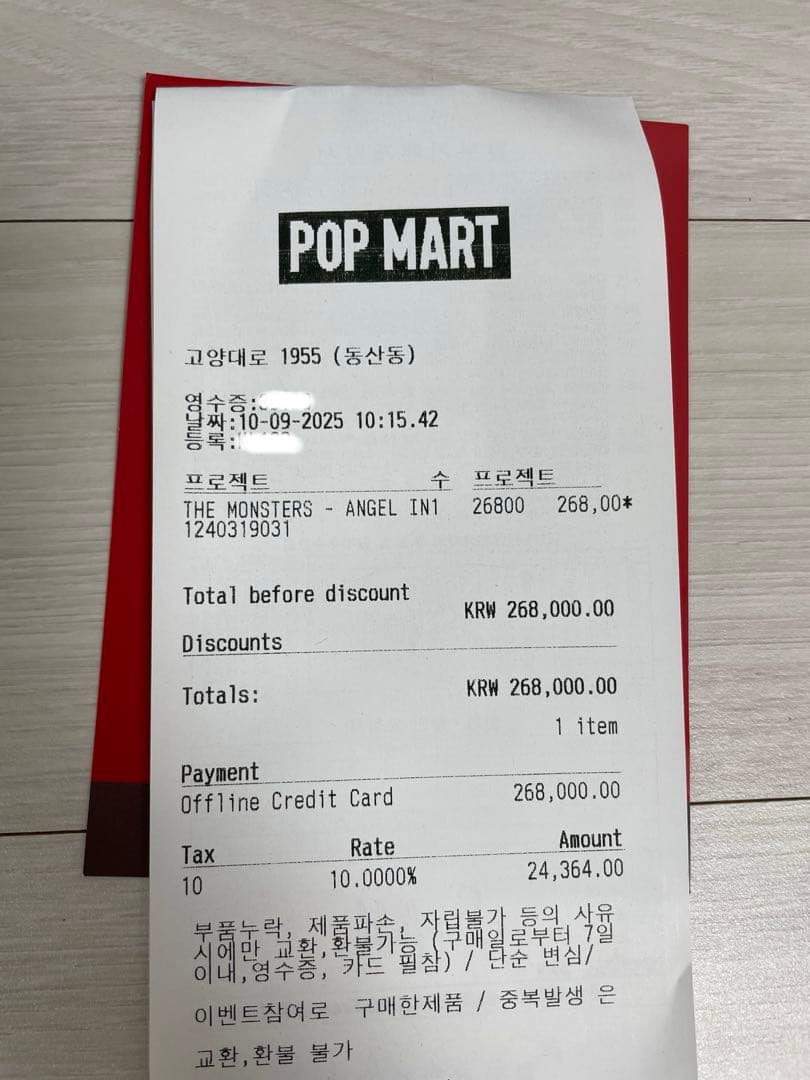 POP MART
고양대로 1955 (동산동)
영수증:
날짜:10-09-2025 10:15.42
등록:
프로젝트 수 프로젝트
THE MONSTERS - ANGEL IN1 26800 268,00*
1240319031
Total before discount
KRW 268,000.00
Discounts
Totals: KRW 268,000.00
1 item
Payment
Offline Credit Card 268,000.00
Tax Rate Amount
10 10.0000% 24,364.00
부품누락, 제품파손, 자립불가 등의 사유
시에만 교환,환불가능 (구매일로부터 7일
이내,영수증, 카드 필참) / 단순 변심/
이벤트참여로 구매한제품 / 중복발생 은
교환,환불 불가